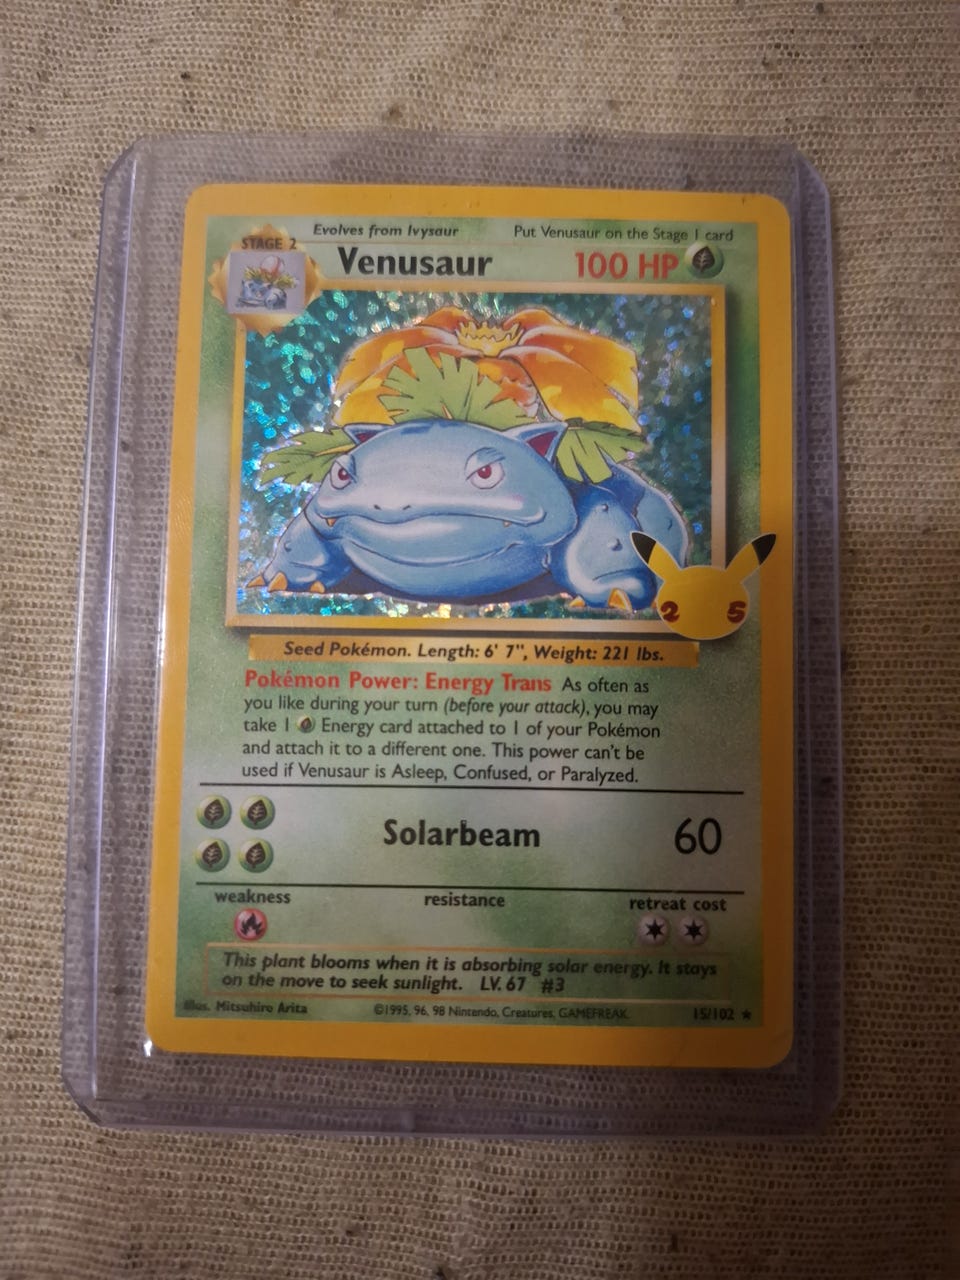 Evolves from Ivysaur Put Venusaur on the Stage 1 card
STAGE 2
Venusaur 100 HP
2 5
Seed Pokémon. Length: 6' 7", Weight: 221 lbs.
Pokémon Power: Energy Trans As often as
you like during your turn (before your attack), you may
take 1 Energy card attached to 1 of your Pokémon
and attach it to a different one. This power can't be
used if Venusaur is Asleep, Confused, or Paralyzed.
Solarbeam 60
weakness resistance retreat cost
This plant blooms when it is absorbing solar energy. It stays
on the move to seek sunlight. LV. 67 #3
Illus. Mitsuhiro Arita ©1995, 96, 98 Nintendo, Creatures, GAMEFREAK. 15/102 ★